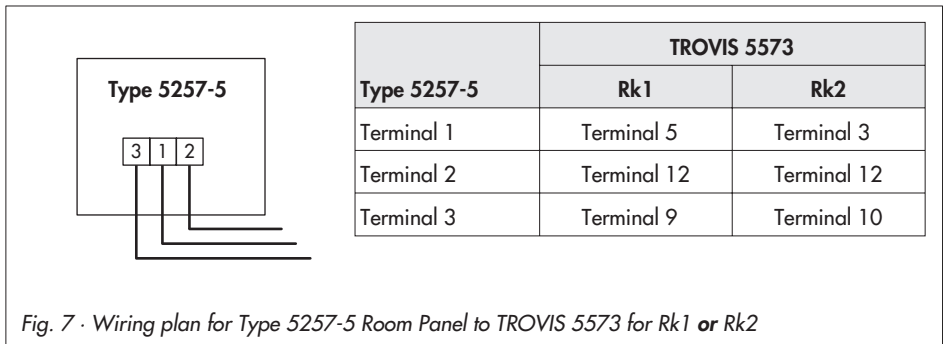 Type 5257-5
3 1 2
TROVIS 5573
Type 5257-5 Rk1 Rk2
Terminal 1 Terminal 5 Terminal 3
Terminal 2 Terminal 12 Terminal 12
Terminal 3 Terminal 9 Terminal 10
Fig. 7 · Wiring plan for Type 5257-5 Room Panel to TROVIS 5573 for Rk1 or Rk2